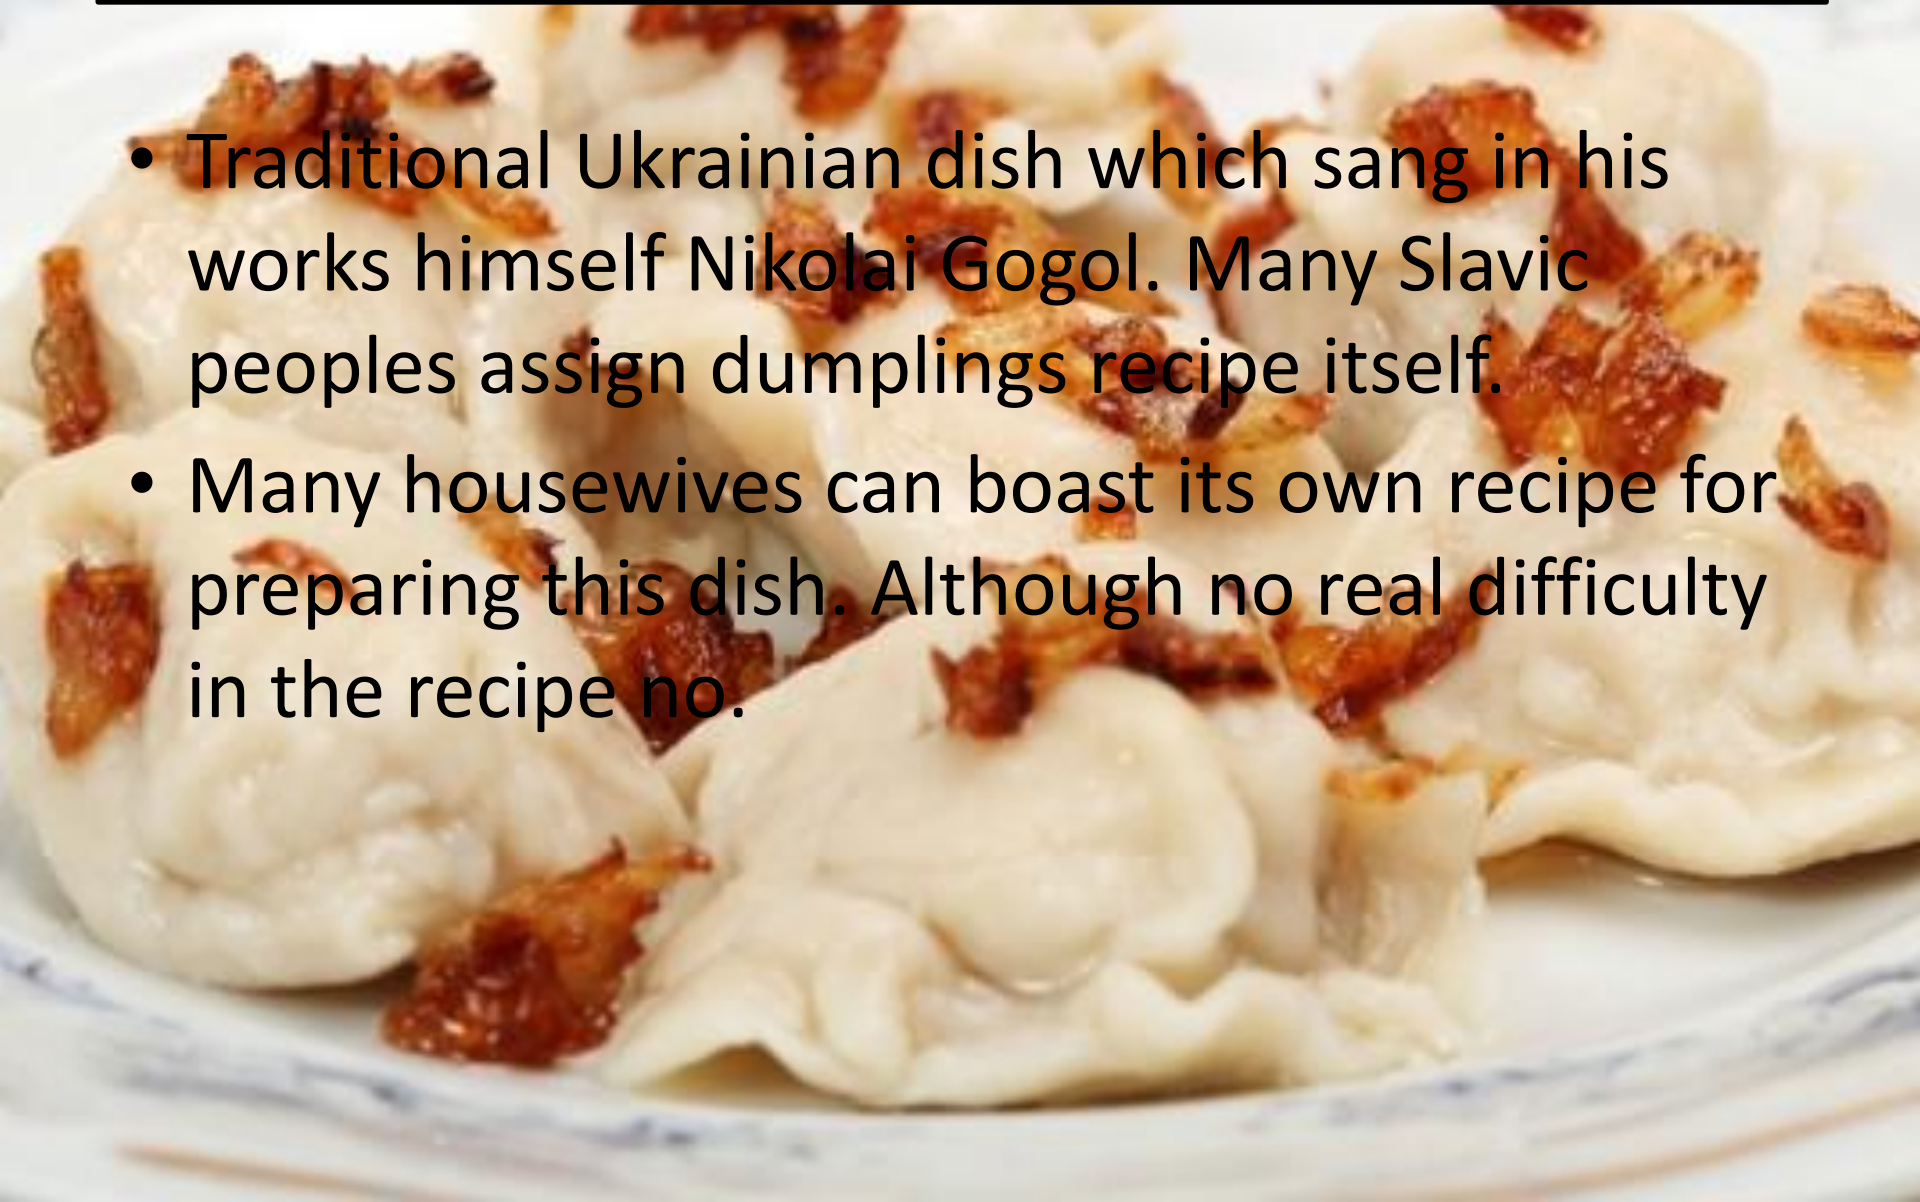 • Traditional Ukrainian dish which sang in his
works himself Nikolai Gogol. Many Slavic
peoples assign dumplings recipe itself.
• Many housewives can boast its own recipe for
preparing this dish. Although no real difficulty
in the recipe no.